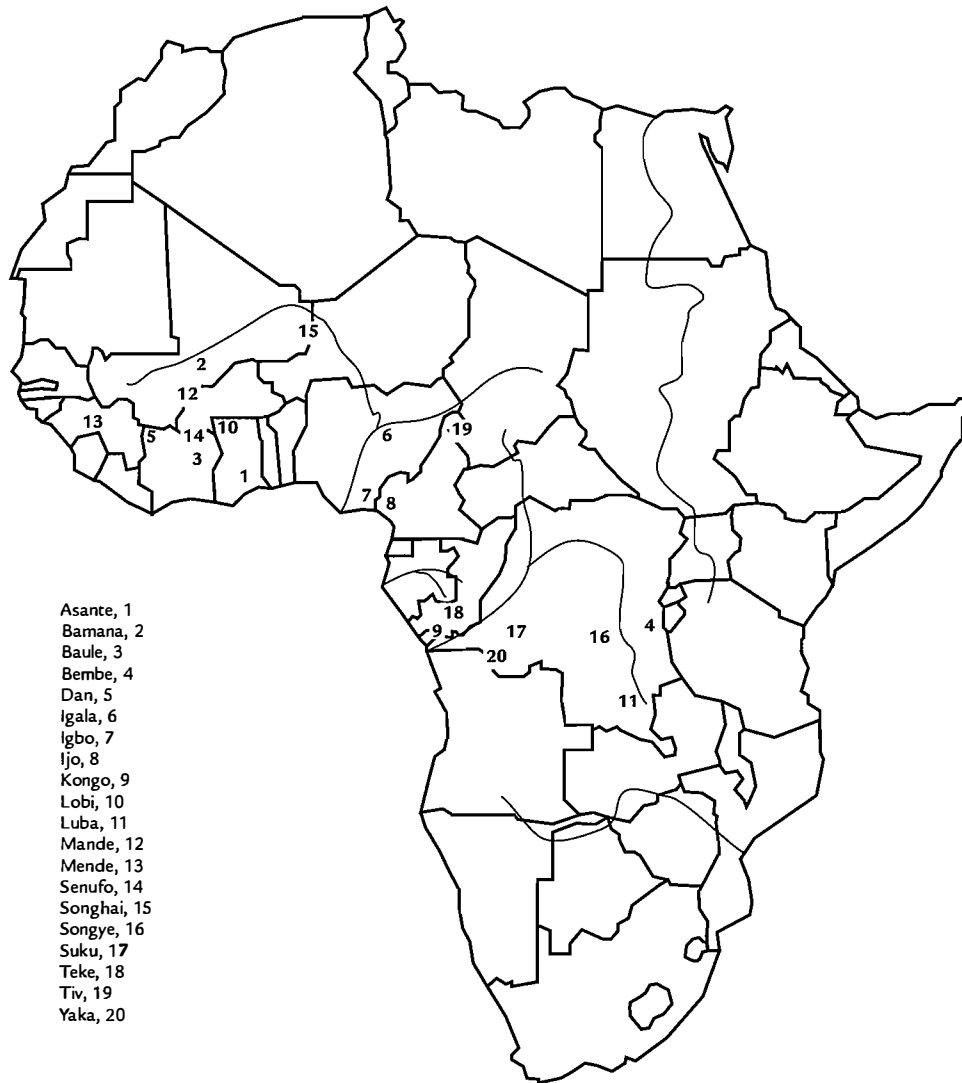 15
2
12
13
5
14
10
6
19
3
1
7
8
18
9
17
16
4
20
11
Asante, 1
Bamana, 2
Baule, 3
Bembe, 4
Dan, 5
Igala, 6
Igbo, 7
Ijo, 8
Kongo, 9
Lobi, 10
Luba, 11
Mande, 12
Mende, 13
Senufo, 14
Songhai, 15
Songye, 16
Suku, 17
Teke, 18
Tiv, 19
Yaka, 20